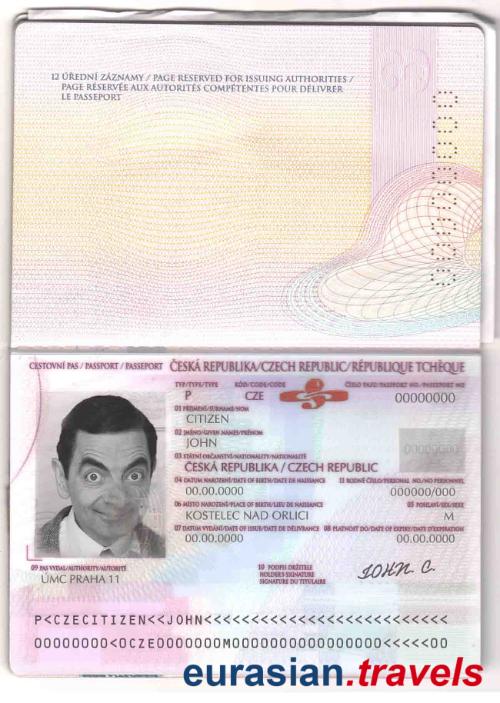 12 ÚŘEDNÍ ZÁZNAMY / PAGE RESERVED FOR ISSUING AUTHORITIES /
PAGE RÉSERVÉE AUX AUTORITÉS COMPÉTENTES POUR DÉLIVRER
LE PASSEPORT
CESTOVNÍ PAS / PASSPORT / PASSEPORT ČESKÁ REPUBLIKA/CZECH REPUBLIC/RÉPUBLIQUE TCHÈQUE
TYP/TYPE/TYPE KÓD/CODE/CODE ČÍSLO PASU/PASSPORT NO./PASSEPORT NO
P CZE 00000000
01 PŘÍJMENÍ/SURNAME/NOM
CITIZEN
02 JMÉNO/GIVEN NAMES/PRÉNOM
JOHN
03 STÁTNÍ OBČANSTVÍ/NATIONALITY/NATIONALITÉ
ČESKÁ REPUBLIKA / CZECH REPUBLIC
04 DATUM NAROZENÍ/DATE OF BIRTH/DATE DE NAISSANCE 11 RODNÉ ČÍSLO/PERSONAL NO./NO PERSONNEL
00.00.0000 000000/000
06 MÍSTO NAROZENÍ/PLACE OF BIRTH/LIEU DE NAISSANCE 05 POHLAVÍ/SEX/SEXE
KOSTELEC NAD ORLICI M
07 DATUM VYDÁNÍ/DATE OF ISSUE/DATE DE DÉLIVRANCE 08 PLATNOST DO/DATE OF EXPIRY/DATE D'EXPIRATION
00.00.0000 00.00.0000
09 PAS VYDAL/AUTHORITY/AUTORITÉ
ÚMC PRAHA 11
10 PODPIS DRŽITELE
HOLDER'S SIGNATURE
SIGNATURE DU TITULAIRE
JOHN C.
P<CZECITIZEN<<JOHN<<<<<<<<<<<<<<<<<<<<<<<<<<
00000000<0CZE0000000M0000000000000000<<<<<00
eurasian.travels